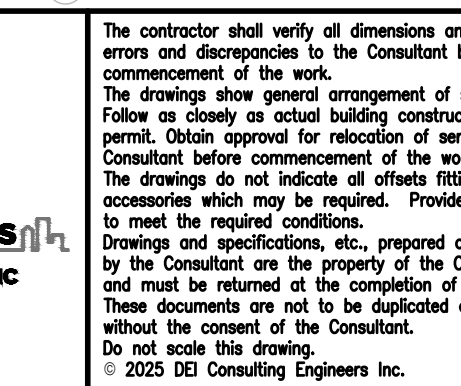 The contractor shall verify all dimensions an
errors and discrepancies to the Consultant
commencement of the work.
The drawings show general arrangement of
Follow as closely as actual building construc
permit. Obtain approval for relocation of ser
Consultant before commencement of the wo
The drawings do not indicate all offsets fitti
accessories which may be required. Provide
to meet the required conditions.
Drawings and specifications, etc., prepared
by the Consultant are the property of the
and must be returned at the completion of
These documents are not to be duplicated
without the consent of the Consultant.
Do not scale this drawing.
© 2025 DEI Consulting Engineers Inc.